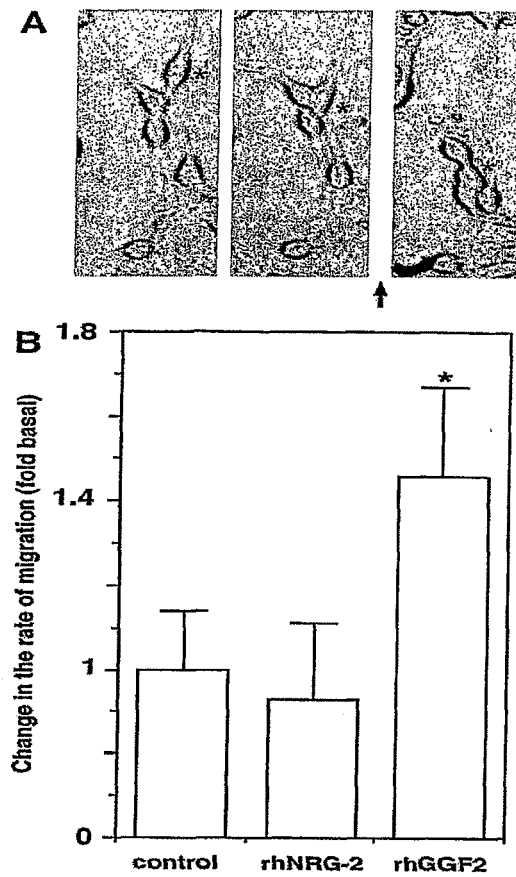 A
B
Change in the rate of migration (fold basal)
1.8
1.4
1
0
*
control rhNRG-2 rhGGF2